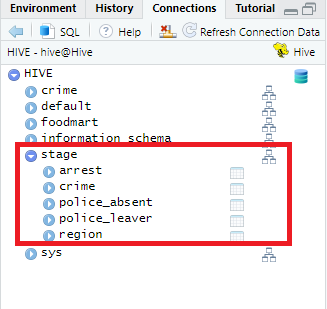 Environment History Connections Tutorial
SQL Help Refresh Connection Data
HIVE - hive@Hive Hive
HIVE
crime
default
foodmart
information_schema
stage
arrest
crime
police_absent
police_leaver
region
sys